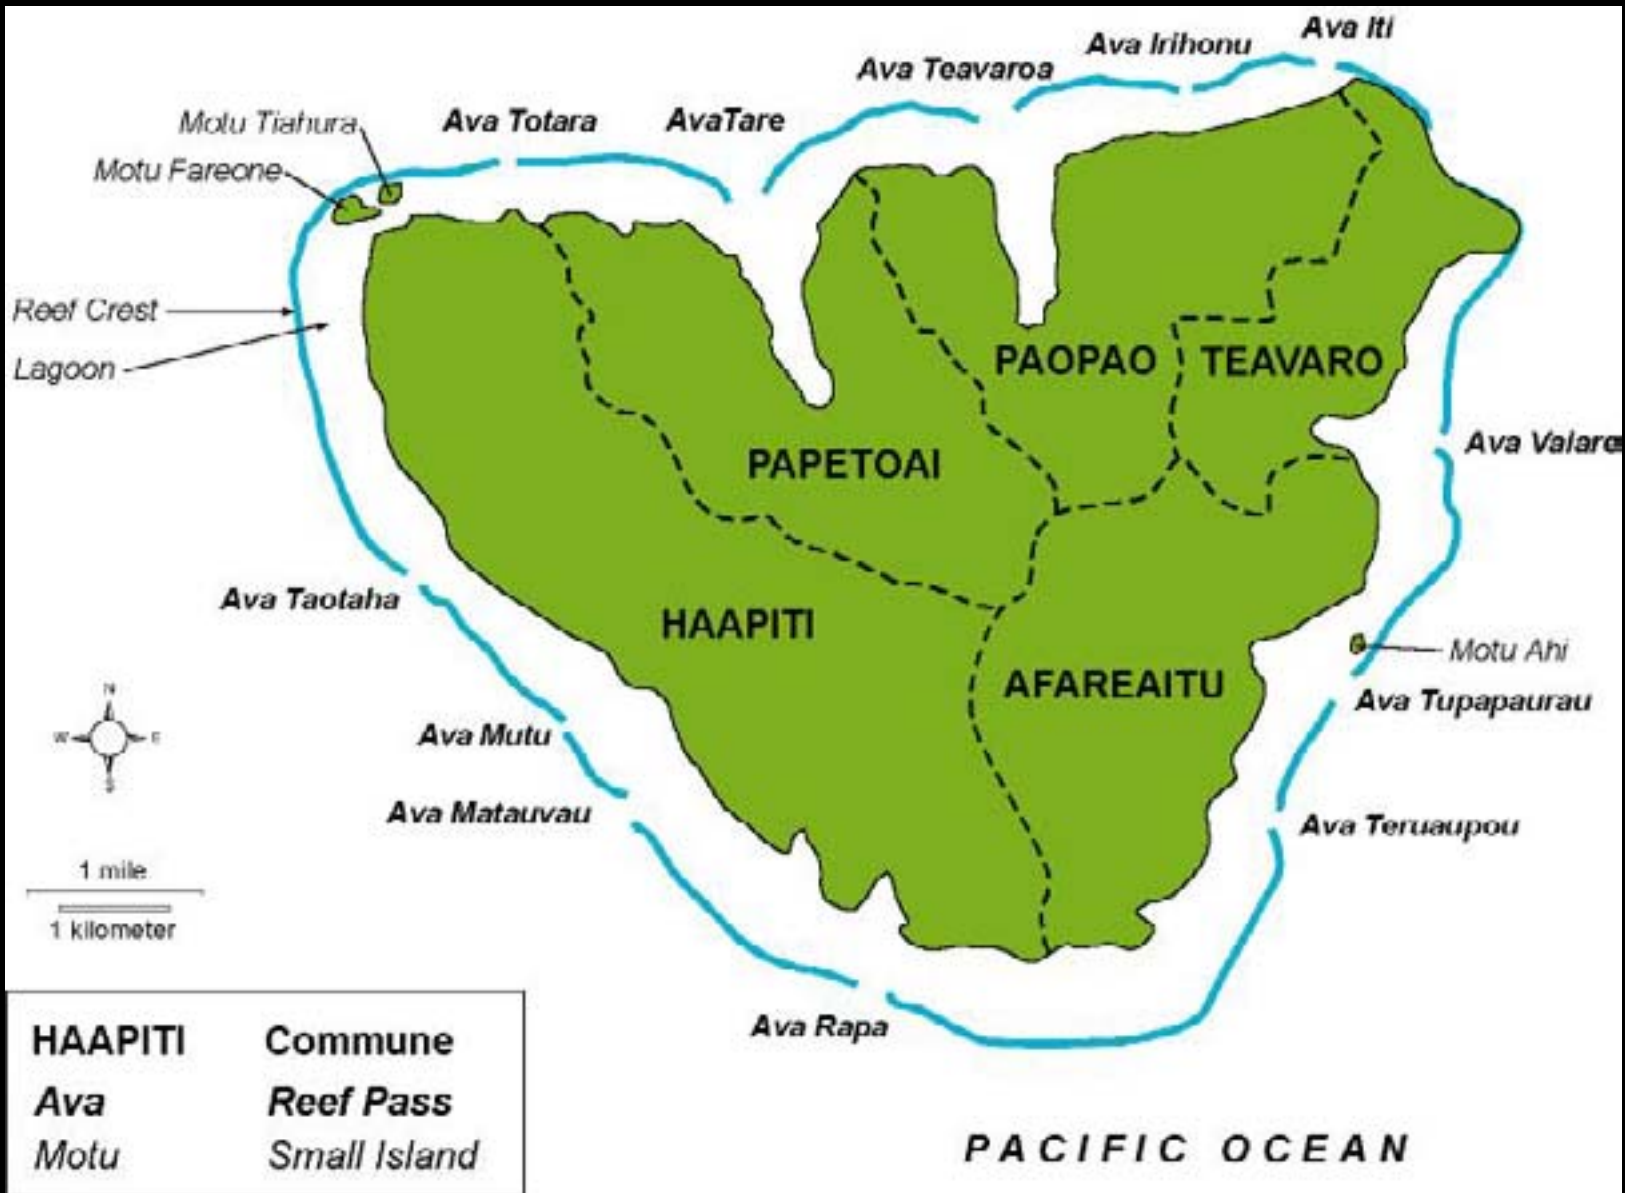 Ava Iti
Ava Irihonu
Ava Teavaroa
Motu Tiahura
Ava Totara
AvaTare
Motu Fareone
Reef Crest
Lagoon
PAOPAO
TEAVARO
Ava Vaiare
PAPETOAI
Ava Taotaha
HAAPITI
Motu Ahi
AFAREAITU
Ava Tupapaurau
N
W
E
S
Ava Mutu
Ava Matauvau
Ava Teruaupou
1 mile
1 kilometer
Ava Rapa
HAAPITI Commune
Ava Reef Pass
Motu Small Island
PACIFIC OCEAN